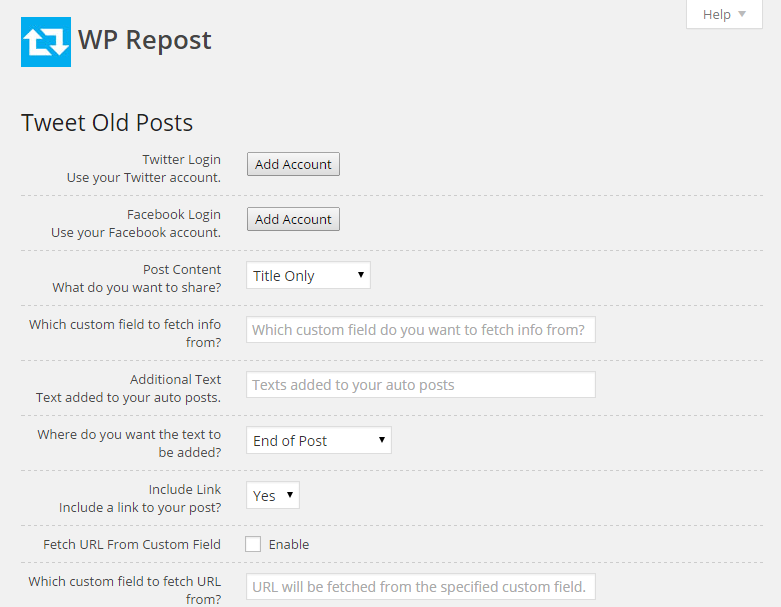 Help
WP Repost
Tweet Old Posts
Twitter Login
Use your Twitter account.
Add Account
Facebook Login
Use your Facebook account.
Add Account
Post Content
What do you want to share?
Title Only
Which custom field to fetch info
from?
Which custom field do you want to fetch info from?
Additional Text
Text added to your auto posts.
Texts added to your auto posts
Where do you want the text to
be added?
End of Post
Include Link
Include a link to your post?
Yes
Fetch URL From Custom Field
Enable
Which custom field to fetch URL
from?
URL will be fetched from the specified custom field.